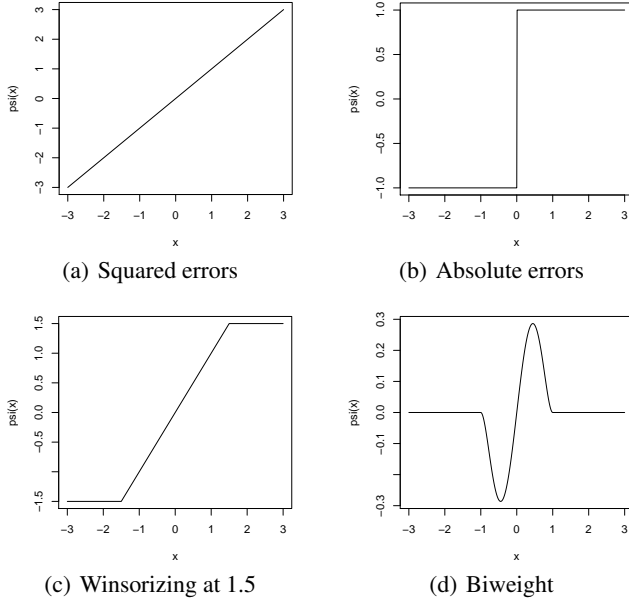 3
2
1
0
−1
−2
−3
psi(x)
−3 −2 −1 0 1 2 3
x
(a) Squared errors
1.0
0.5
0.0
−0.5
−1.0
psi(x)
−3 −2 −1 0 1 2 3
x
(b) Absolute errors
1.5
1.0
0.5
0.0
−0.5
−1.5
psi(x)
−3 −2 −1 0 1 2 3
x
(c) Winsorizing at 1.5
0.3
0.2
0.1
0.0
−0.1
−0.3
psi(x)
−3 −2 −1 0 1 2 3
x
(d) Biweight